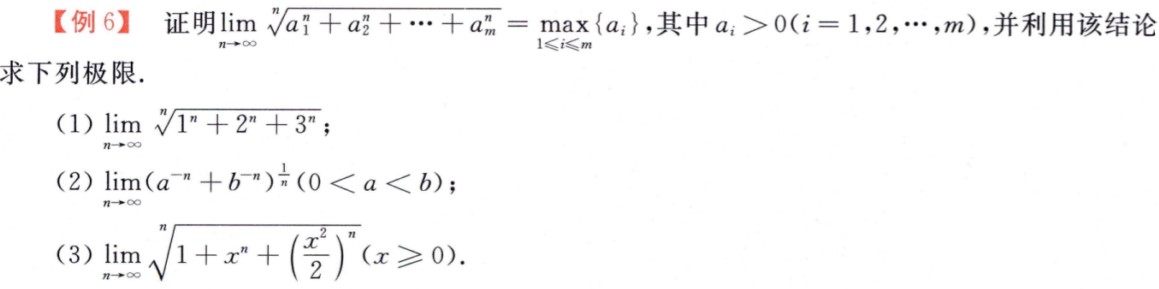 【例6】 证明$\lim\limits_{n\to\infty}\sqrt[n]{a_1^n+a_2^n+\cdots+a_m^n}=\max\limits_{1\leqslant i\leqslant m}\{a_i\}$,其中$a_i>0(i=1,2,\cdots,m)$,并利用该结论
求下列极限.
(1) $\lim\limits_{n\to\infty}\sqrt[n]{1^n+2^n+3^n}$;
(2) $\lim\limits_{n\to\infty}(a^{-n}+b^{-n})^{\frac{1}{n}}(0<a<b)$;
(3) $\lim\limits_{n\to\infty}\sqrt[n]{1+x^n+\left(\frac{x^2}{2}\right)^n}(x\geqslant 0)$.